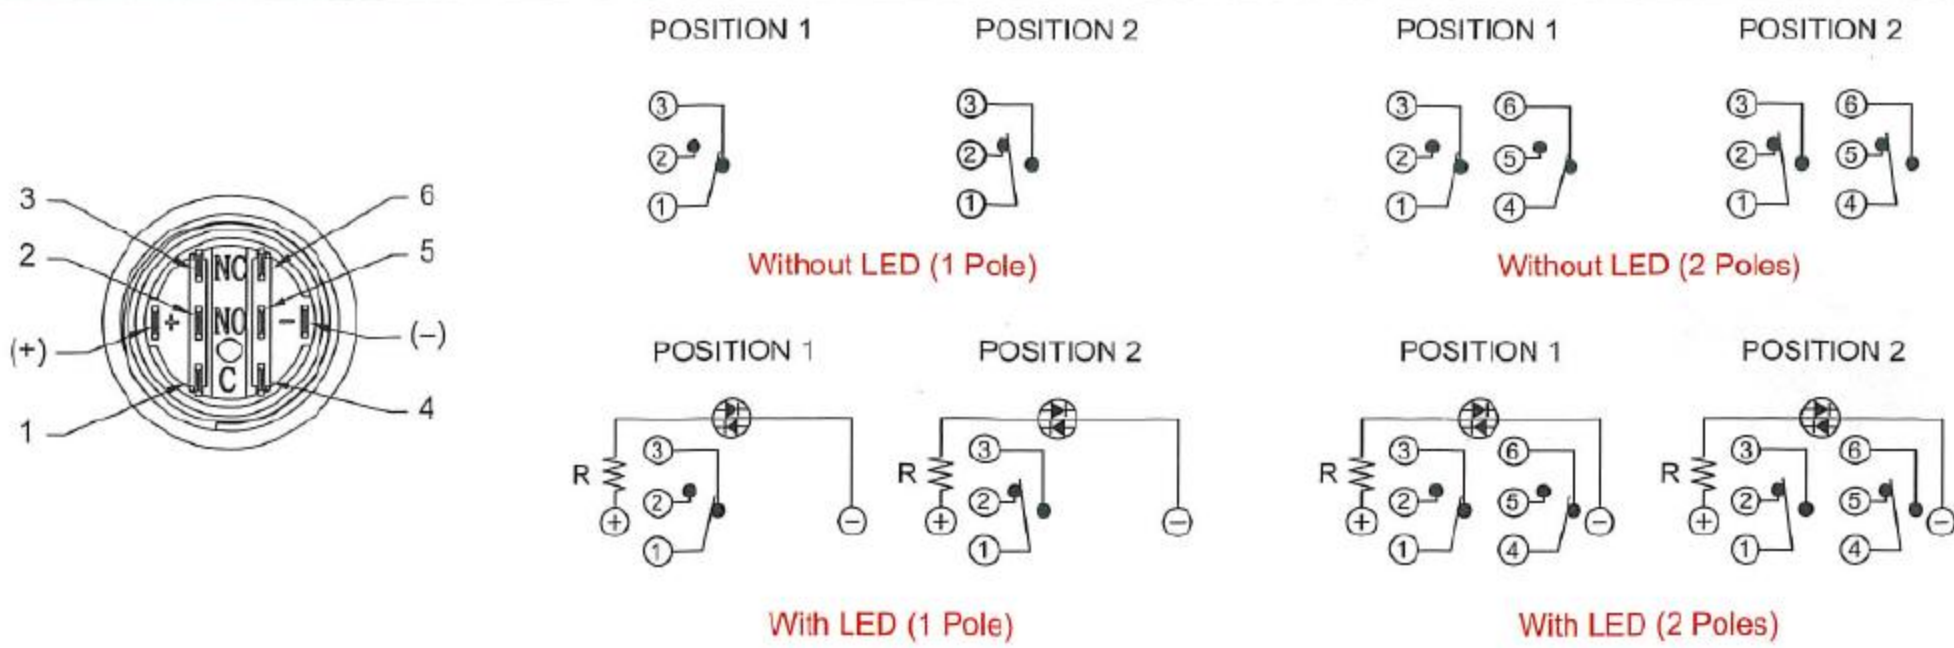 POSITION 1 POSITION 2 POSITION 1 POSITION 2
3 3 3 6 3 6
2 2 2 5 2 5
1 1 1 4 1 4
Without LED (1 Pole) Without LED (2 Poles)
3 NC 6
2 NO 5
(+) + - (-)
1 C 4
POSITION 1 POSITION 2 POSITION 1 POSITION 2
3 3 3 6 3 6
R R R R
2 2 2 5 2 5
+ - + - + - + -
1 1 1 4 1 4
With LED (1 Pole) With LED (2 Poles)